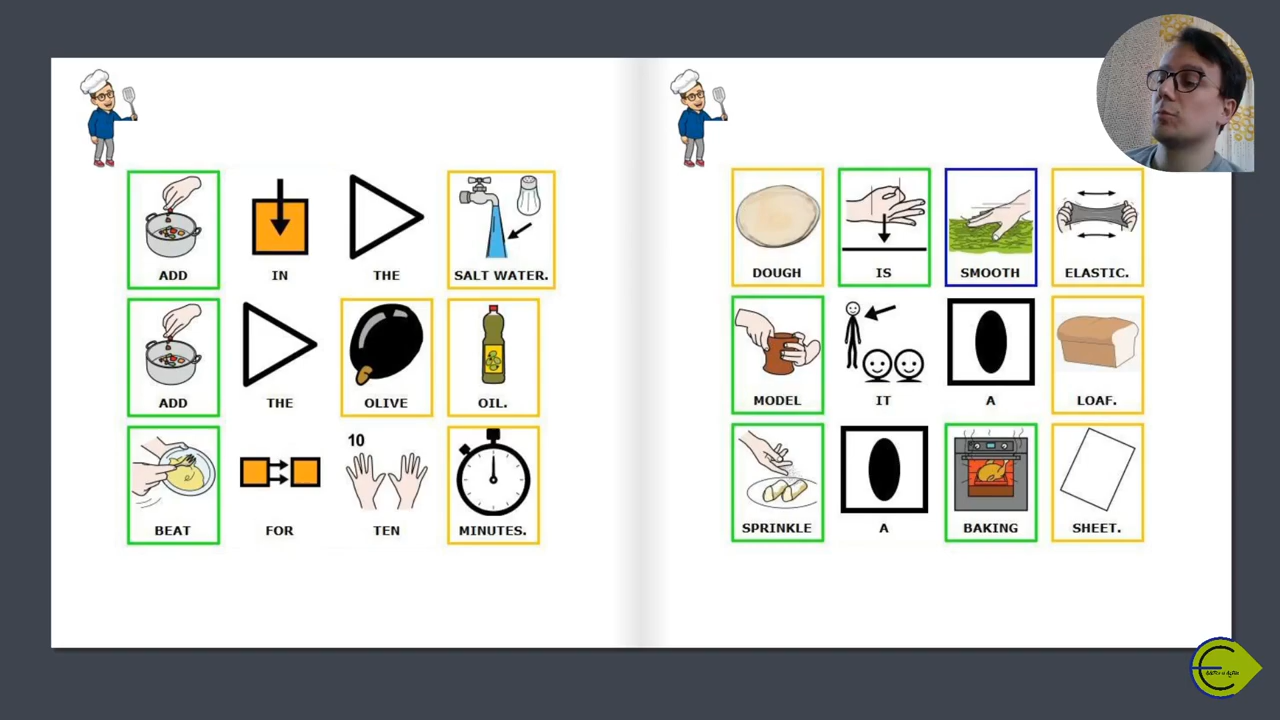 ADD IN THE SALT WATER.
ADD THE OLIVE OIL.
10
BEAT FOR TEN MINUTES.
DOUGH IS SMOOTH ELASTIC.
MODEL IT A LOAF.
SPRINKLE A BAKING SHEET.